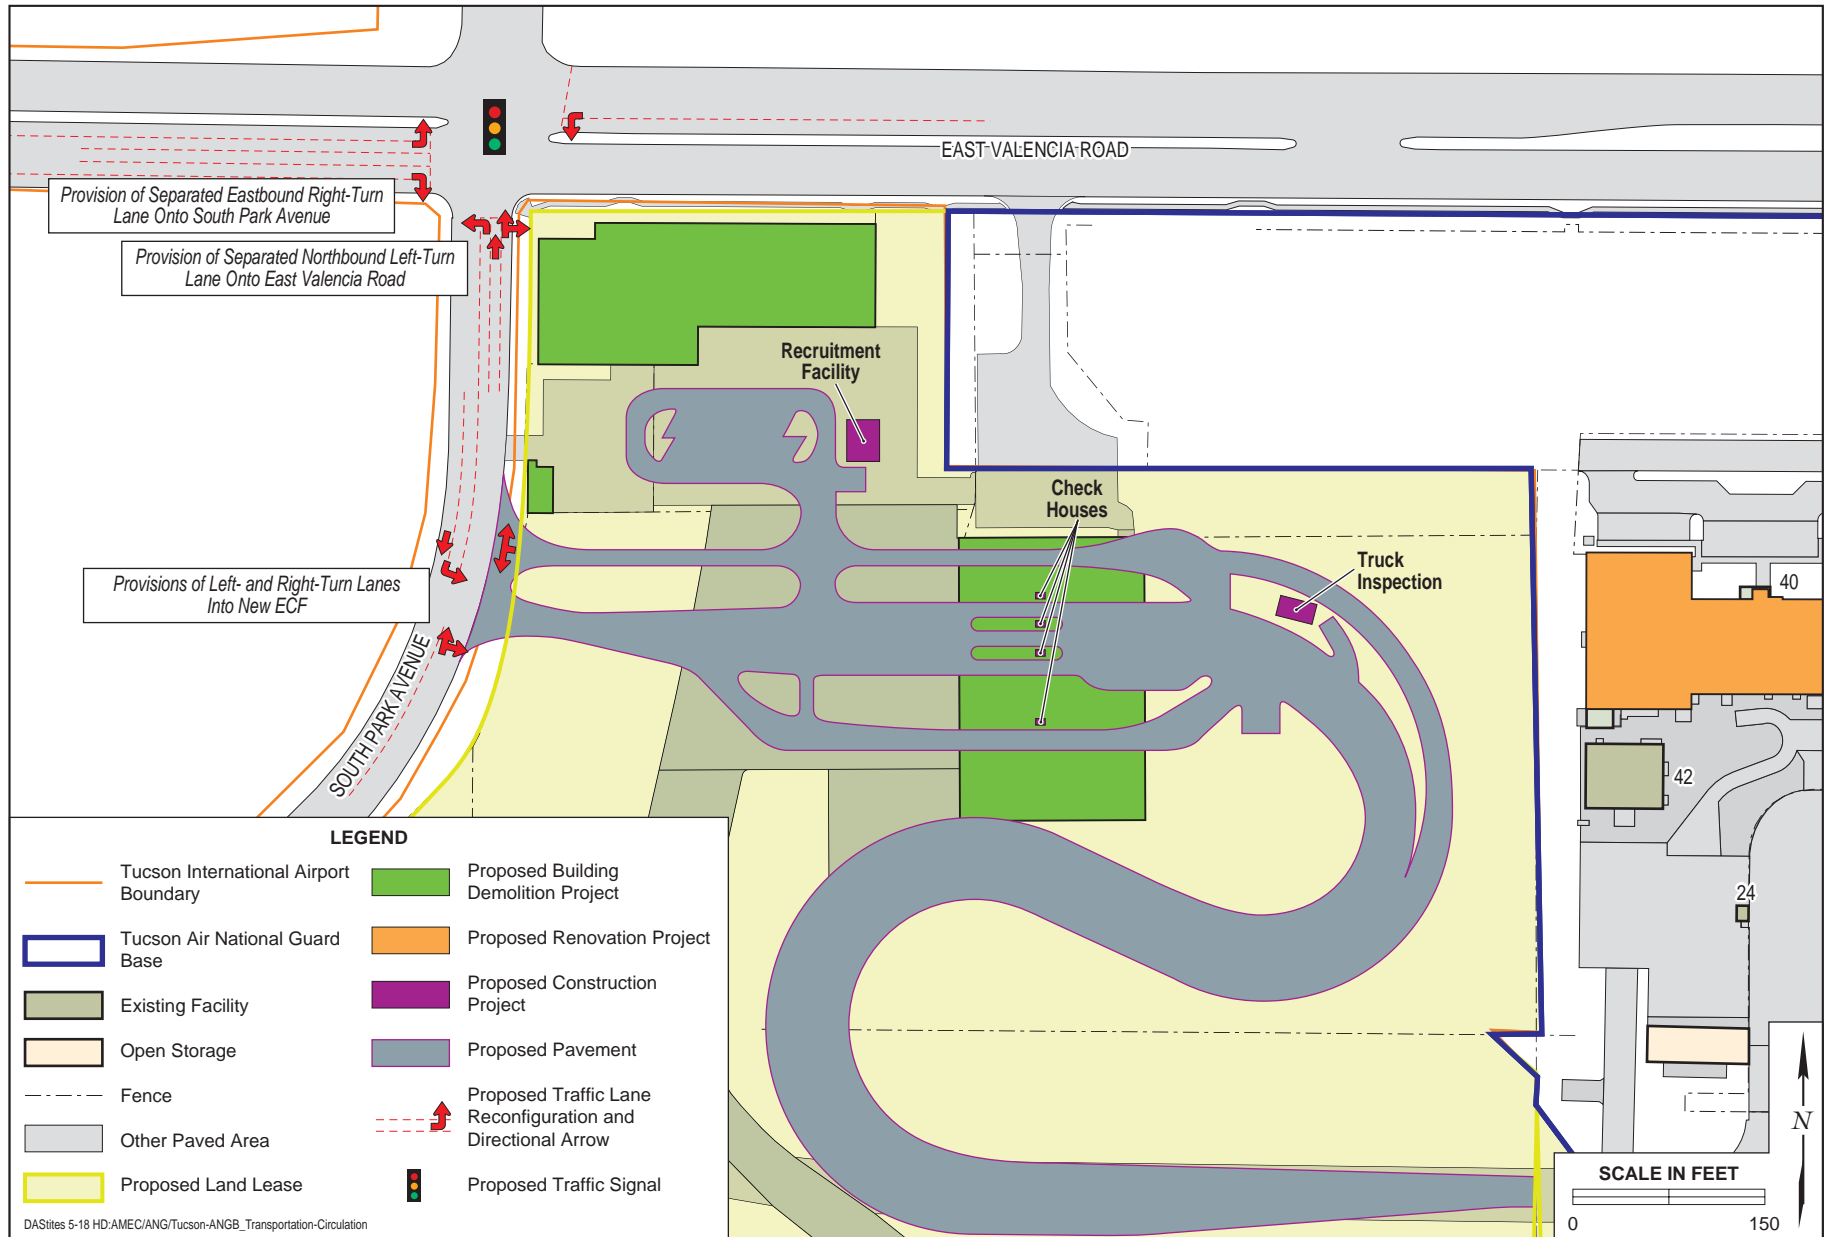 EAST VALENCIA ROAD
Provision of Separated Eastbound Right-Turn
Lane Onto South Park Avenue
Provision of Separated Northbound Left-Turn
Lane Onto East Valencia Road
Recruitment
Facility
Check
Houses
Truck
Inspection
Provisions of Left- and Right-Turn Lanes
Into New ECF
SOUTH PARK AVENUE
40
42
24
LEGEND
Tucson International Airport
Boundary
Tucson Air National Guard
Base
Existing Facility
Open Storage
Fence
Other Paved Area
Proposed Land Lease
Proposed Building
Demolition Project
Proposed Renovation Project
Proposed Construction
Project
Proposed Pavement
Proposed Traffic Lane
Reconfiguration and
Directional Arrow
Proposed Traffic Signal
DAStites 5-18 HD:AMEC/ANG/Tucson-ANGB_Transportation-Circulation
N
SCALE IN FEET
0 150